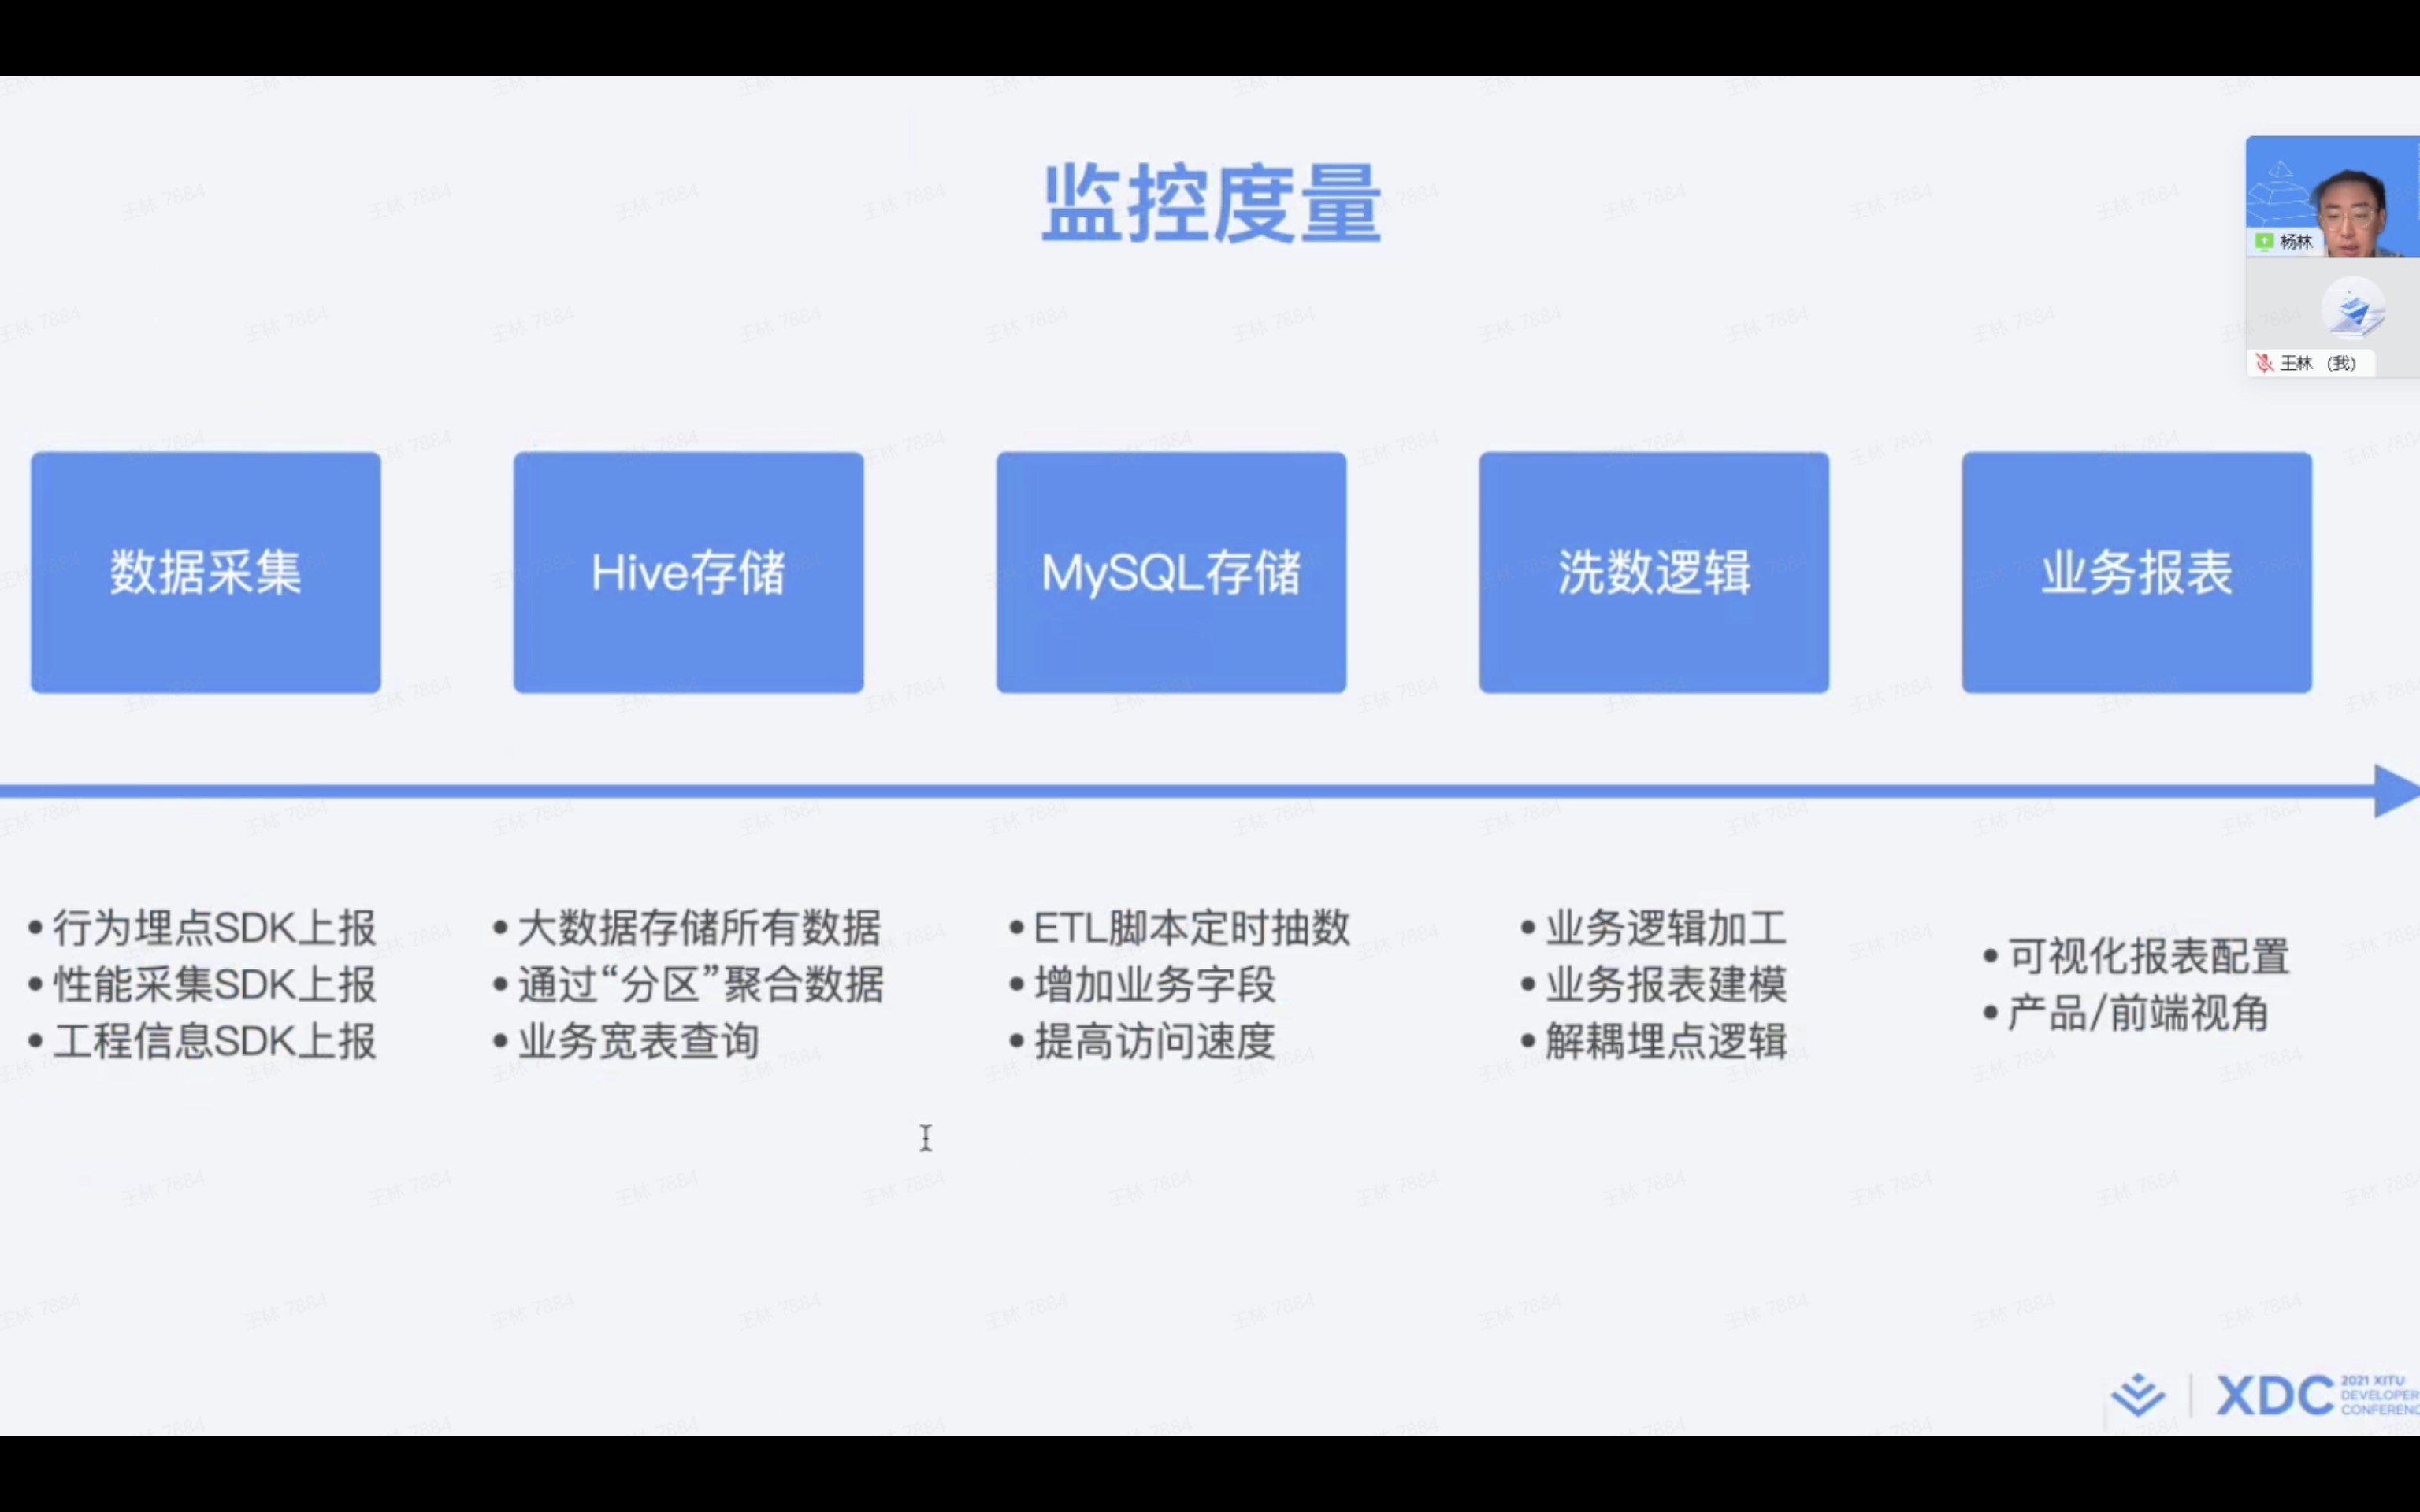 监控度量
杨林
王林 (我)
数据采集
Hive存储
MySQL存储
洗数逻辑
业务报表
• 行为埋点SDK上报
• 性能采集SDK上报
• 工程信息SDK上报
• 大数据存储所有数据
• 通过“分区”聚合数据
• 业务宽表查询
• ETL脚本定时抽数
• 增加业务字段
• 提高访问速度
• 业务逻辑加工
• 业务报表建模
• 解耦埋点逻辑
• 可视化报表配置
• 产品/前端视角
王林 7884
XDC
2021 XITU
DEVELOPER
CONFERENC